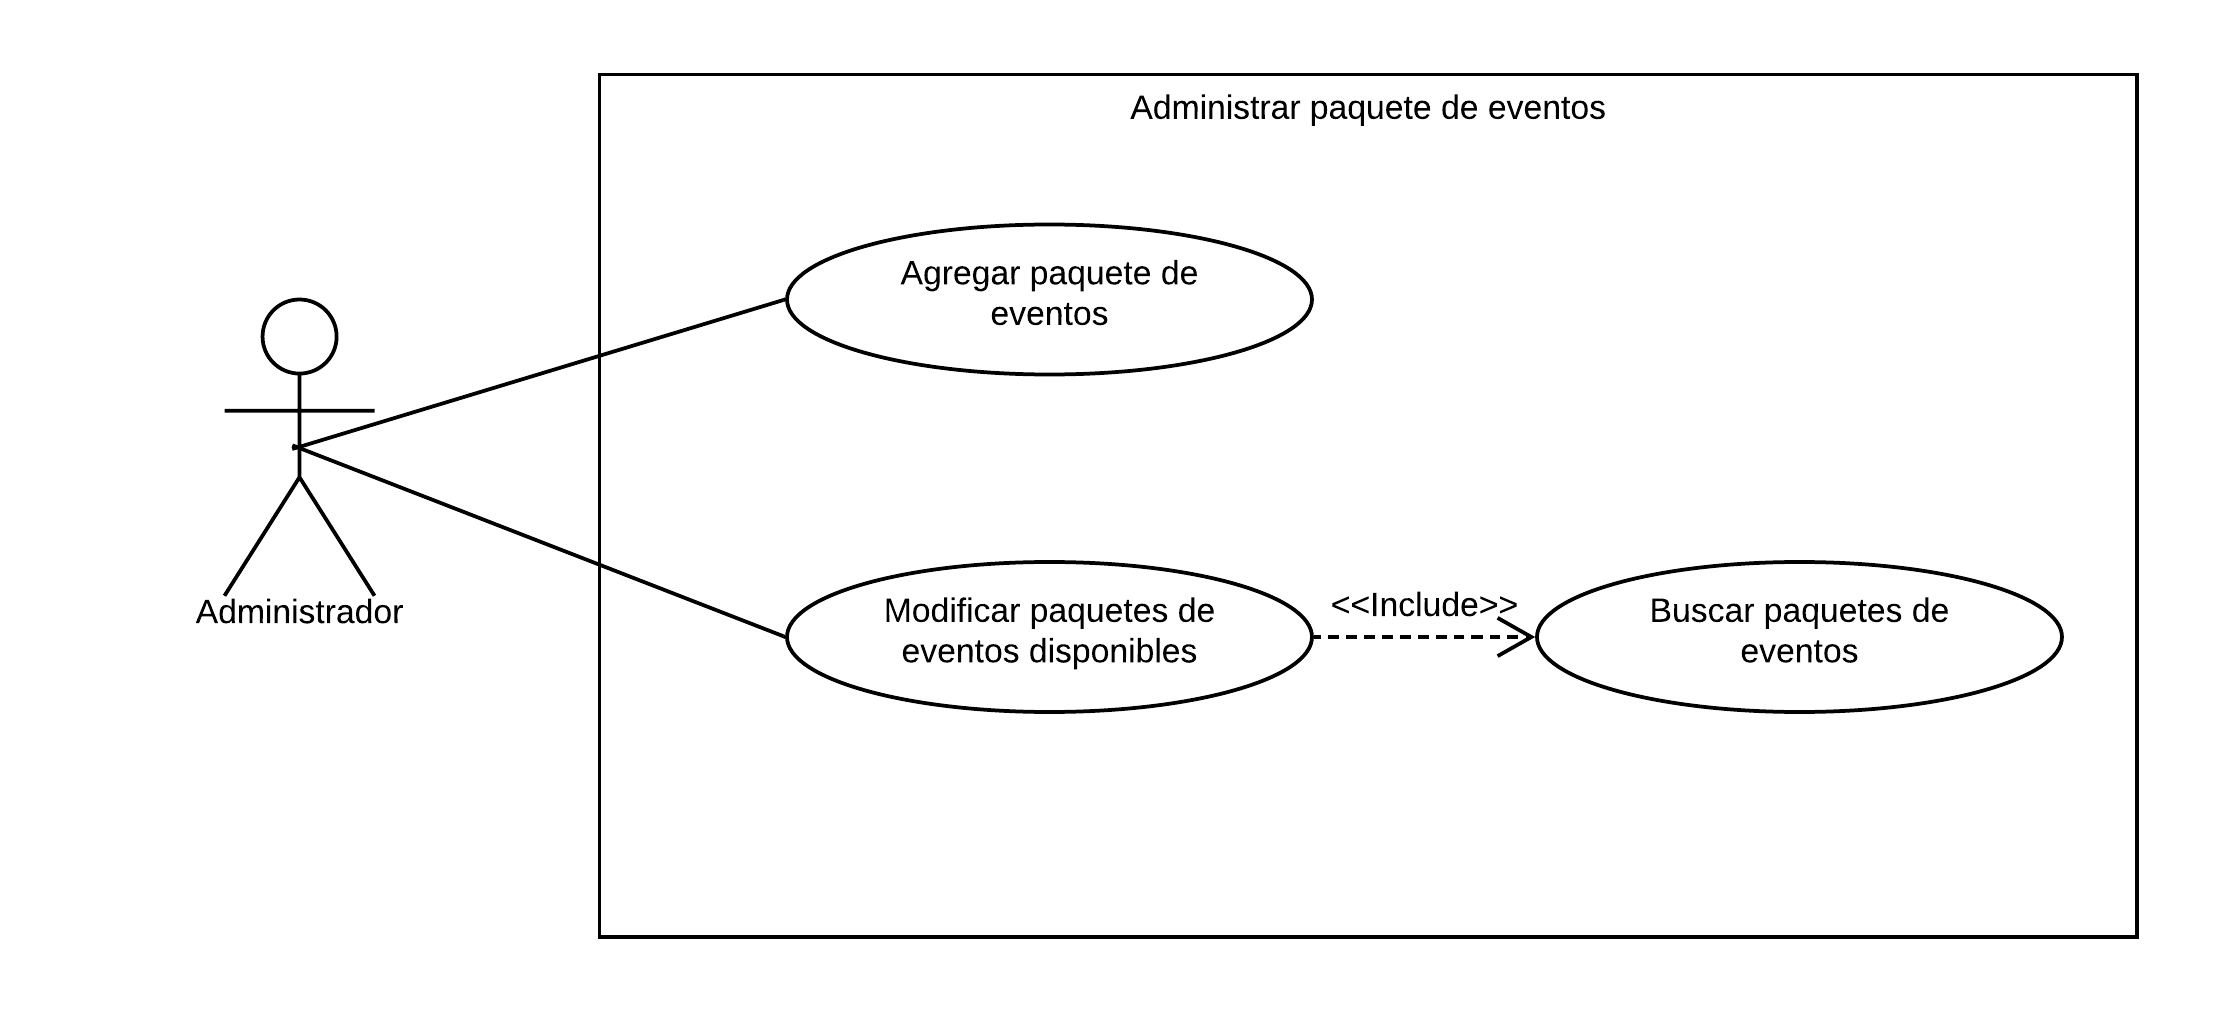 Administrar paquete de eventos
Agregar paquete de
eventos
Administrador
Modificar paquetes de
eventos disponibles
<<Include>>
Buscar paquetes de
eventos